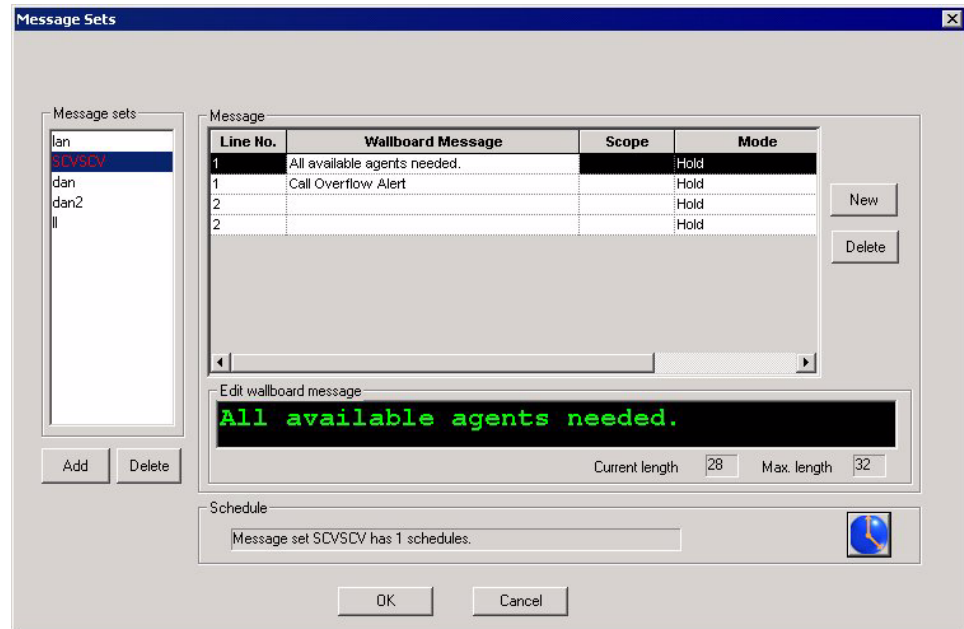 Message Sets
Message sets
lan
SCVSCV
dan
dan2
ll
Add
Delete
Message
Line No. Wallboard Message Scope Mode
1 All available agents needed. Hold
1 Call Overflow Alert Hold
2 Hold
2 Hold
New
Delete
Edit wallboard message
All available agents needed.
Current length 28 Max. length 32
Schedule
Message set SCVSCV has 1 schedules.
OK
Cancel